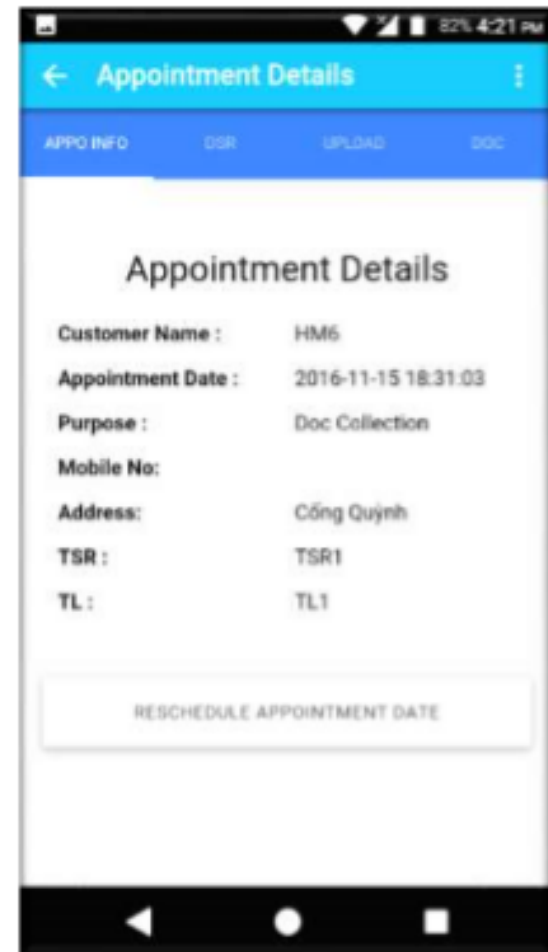 82% 4:21 PM
Appointment Details
APPO INFO DSR UPLOAD DOC
Appointment Details
Customer Name : HM6
Appointment Date : 2016-11-15 18:31:03
Purpose : Doc Collection
Mobile No:
Address: Cống Quỳnh
TSR : TSR1
TL : TL1
RESCHEDULE APPOINTMENT DATE